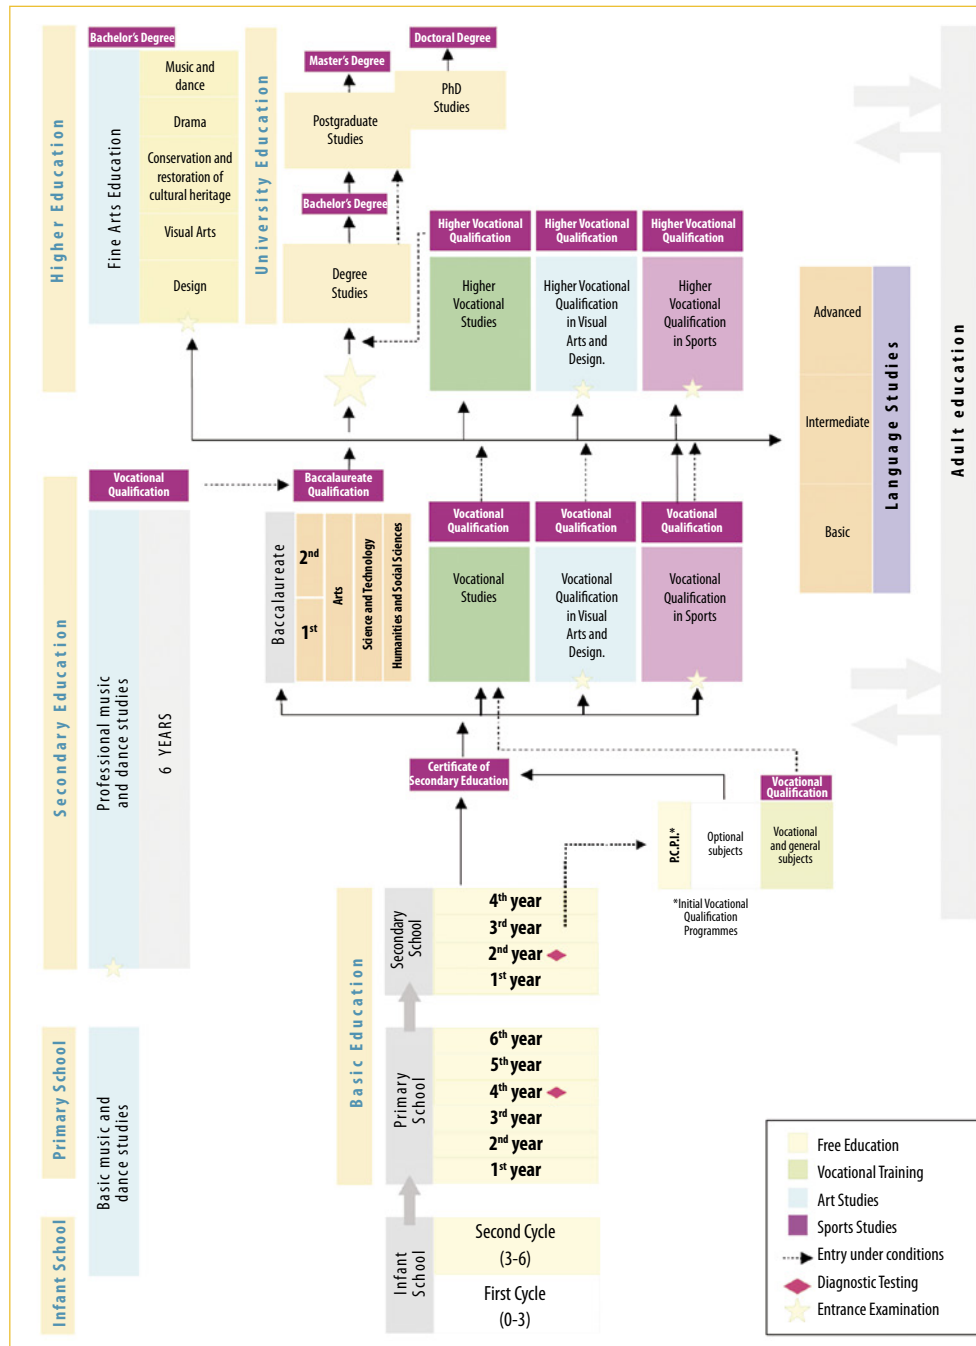 Higher Education
Bachelor's Degree
Fine Arts Education
Music and
dance
Drama
Conservation and
restoration of
cultural heritage
Visual Arts
Design
University Education
Doctoral Degree
Master's Degree
PhD
Studies
Postgraduate
Studies
Bachelor's Degree
Degree
Studies
Higher Vocational
Qualification
Higher Vocational
Qualification
Higher Vocational
Qualification
Higher
Vocational
Studies
Higher Vocational
Qualification
in Visual
Arts and
Design.
Higher
Vocational
Qualification
in Sports
Advanced
Intermediate
Basic
Language Studies
Adult education
Secondary Education
Vocational
Qualification
Professional music
and dance studies
6 YEARS
Baccalaureate
Qualification
Baccalaureate
2nd
1st
Arts
Science and Technology
Humanities and Social Sciences
Vocational
Qualification
Vocational
Qualification
Vocational
Qualification
Vocational
Studies
Vocational
Qualification
in Visual
Arts and
Design.
Vocational
Qualification
in Sports
Certificate of
Secondary Education
Vocational
Qualification
P.C.P.I.*
Optional
subjects
Vocational
and general
subjects
*Initial Vocational
Qualification
Programmes
Basic Education
Secondary
School
4th year
3rd year
2nd year
1st year
Primary School
Basic music and
dance studies
Primary
School
6th year
5th year
4th year
3rd year
2nd year
1st year
Infant School
Infant
School
Second Cycle
(3-6)
First Cycle
(0-3)
Free Education
Vocational Training
Art Studies
Sports Studies
Entry under conditions
Diagnostic Testing
Entrance Examination